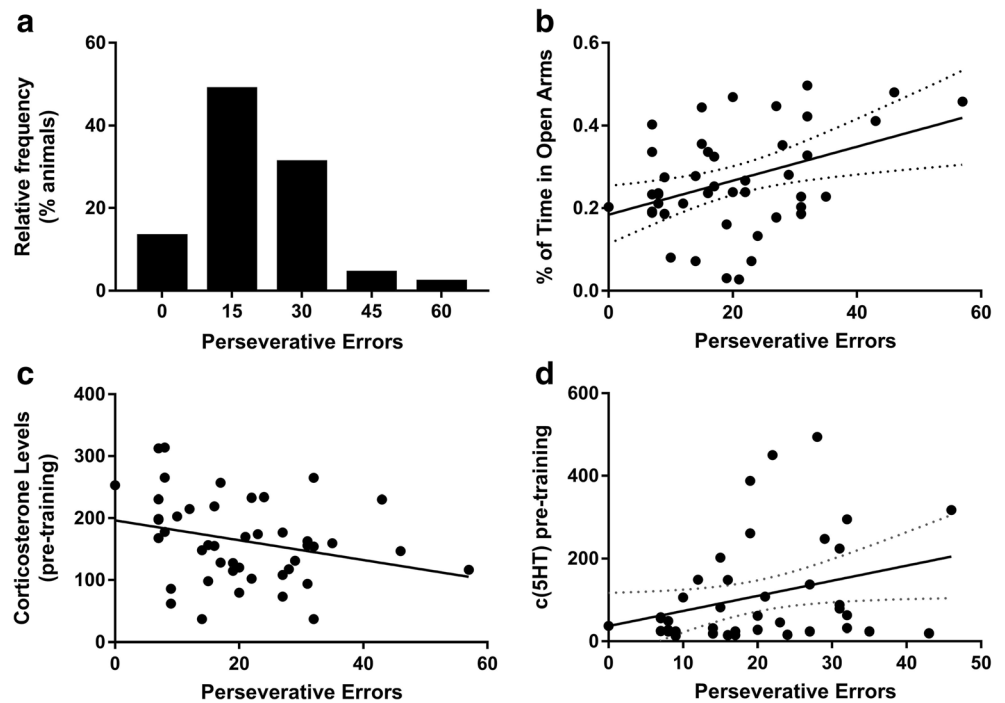 a
Relative frequency
(% animals)
60
40
20
0
0 15 30 45 60
Perseverative Errors
b
% of Time in Open Arms
0.6
0.4
0.2
0.0
0 20 40 60
Perseverative Errors
c
Corticosterone Levels
(pre-training)
400
300
200
100
0
0 20 40 60
Perseverative Errors
d
c(5HT) pre-training
600
400
200
0
0 10 20 30 40 50
Perseverative Errors